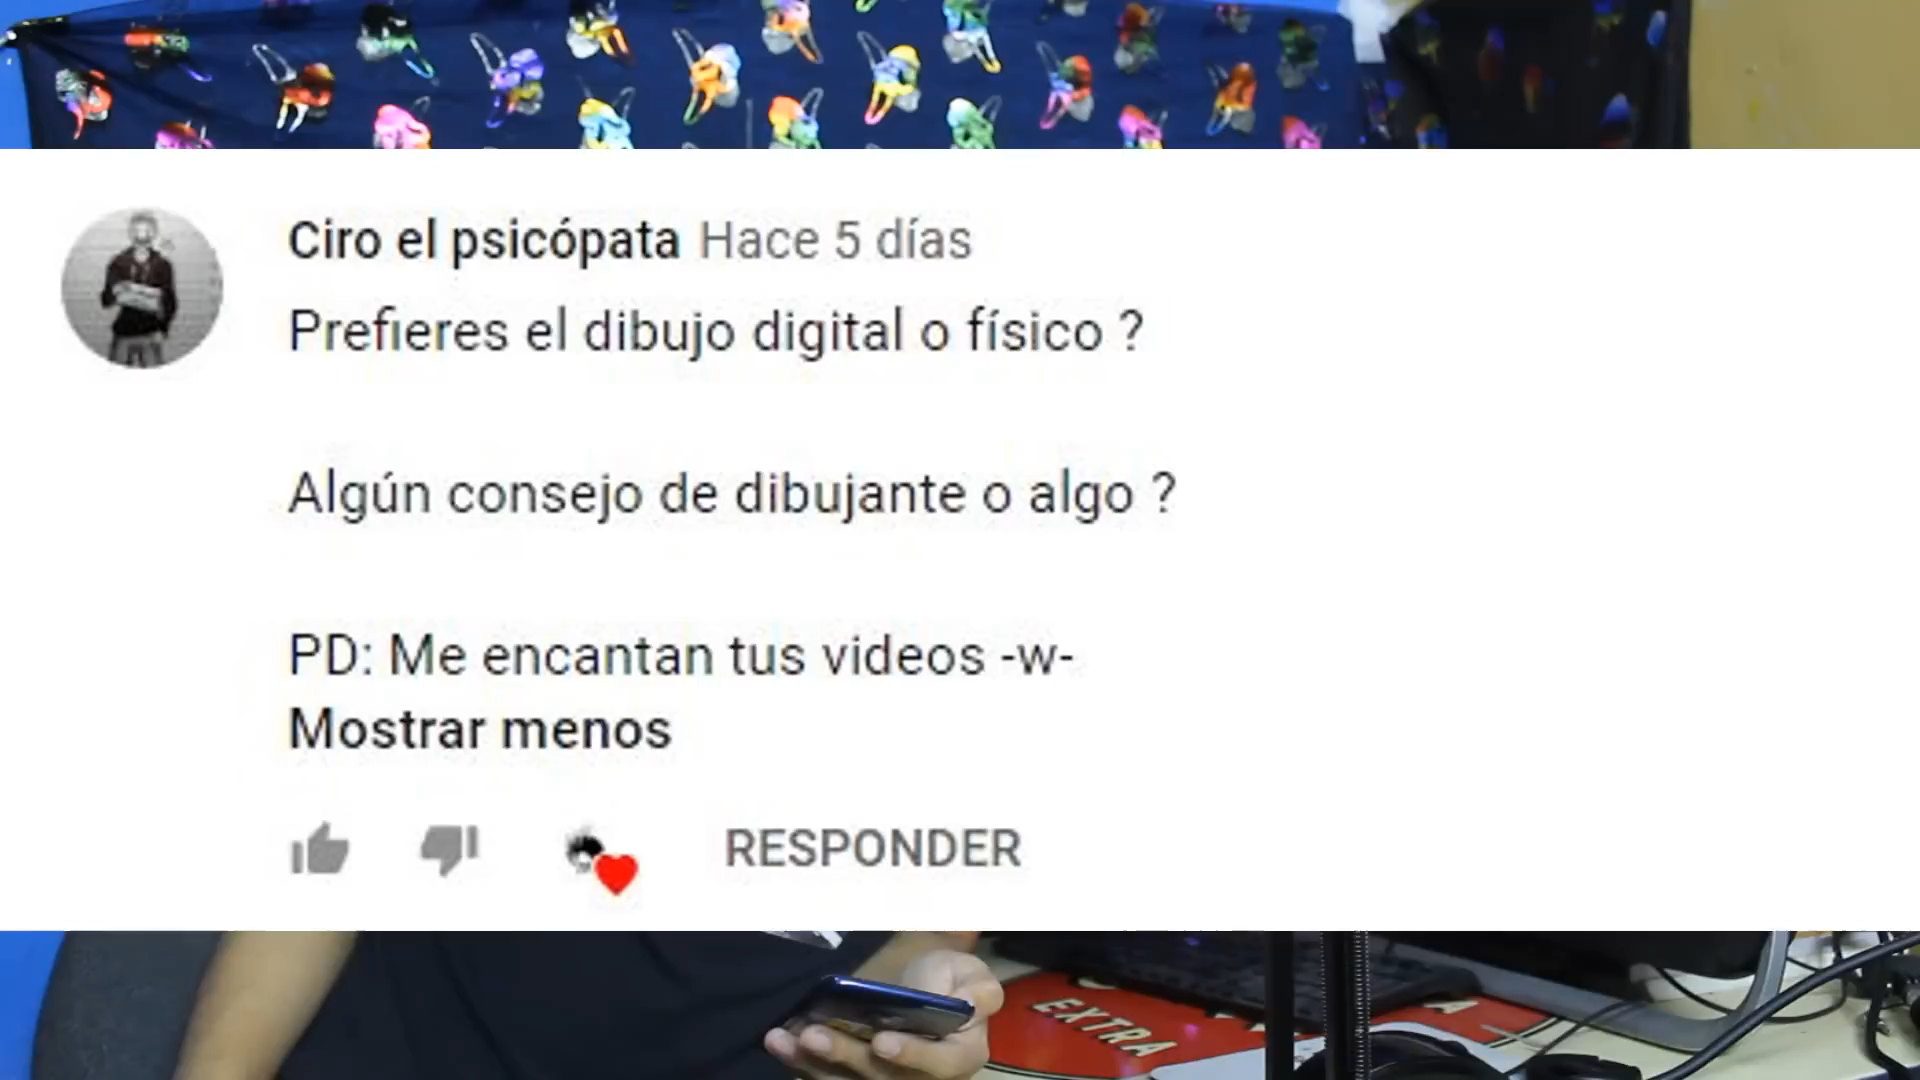 Ciro el psicópata Hace 5 días
Prefieres el dibujo digital o físico ?
Algún consejo de dibujante o algo ?
PD: Me encantan tus videos -w-
Mostrar menos
RESPONDER
EXTRA